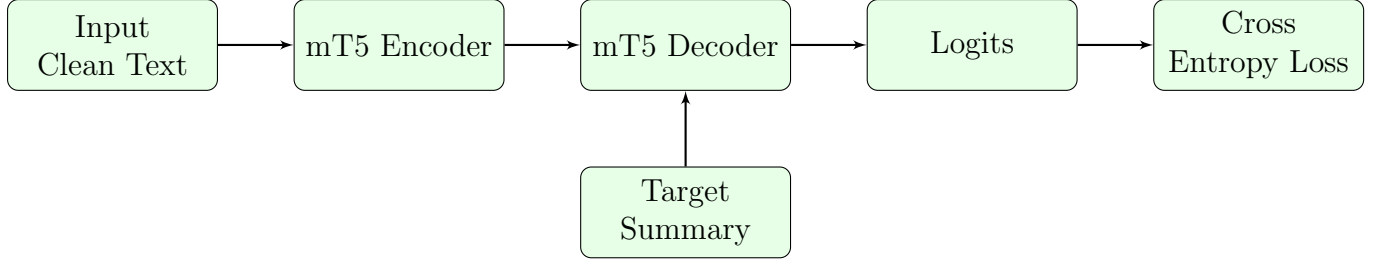 Input
Clean Text
mT5 Encoder
mT5 Decoder
Logits
Cross
Entropy Loss
Target
Summary